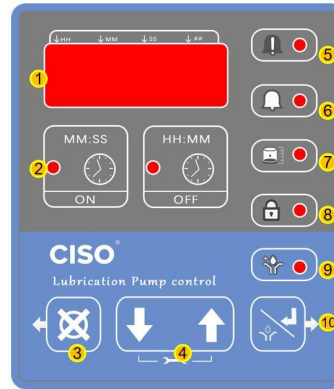 HH MM SS ##
1
5
6
MM:SS HH:MM
2
ON OFF
7
8
CISO®
Lubrication Pump control
9
3 4 10